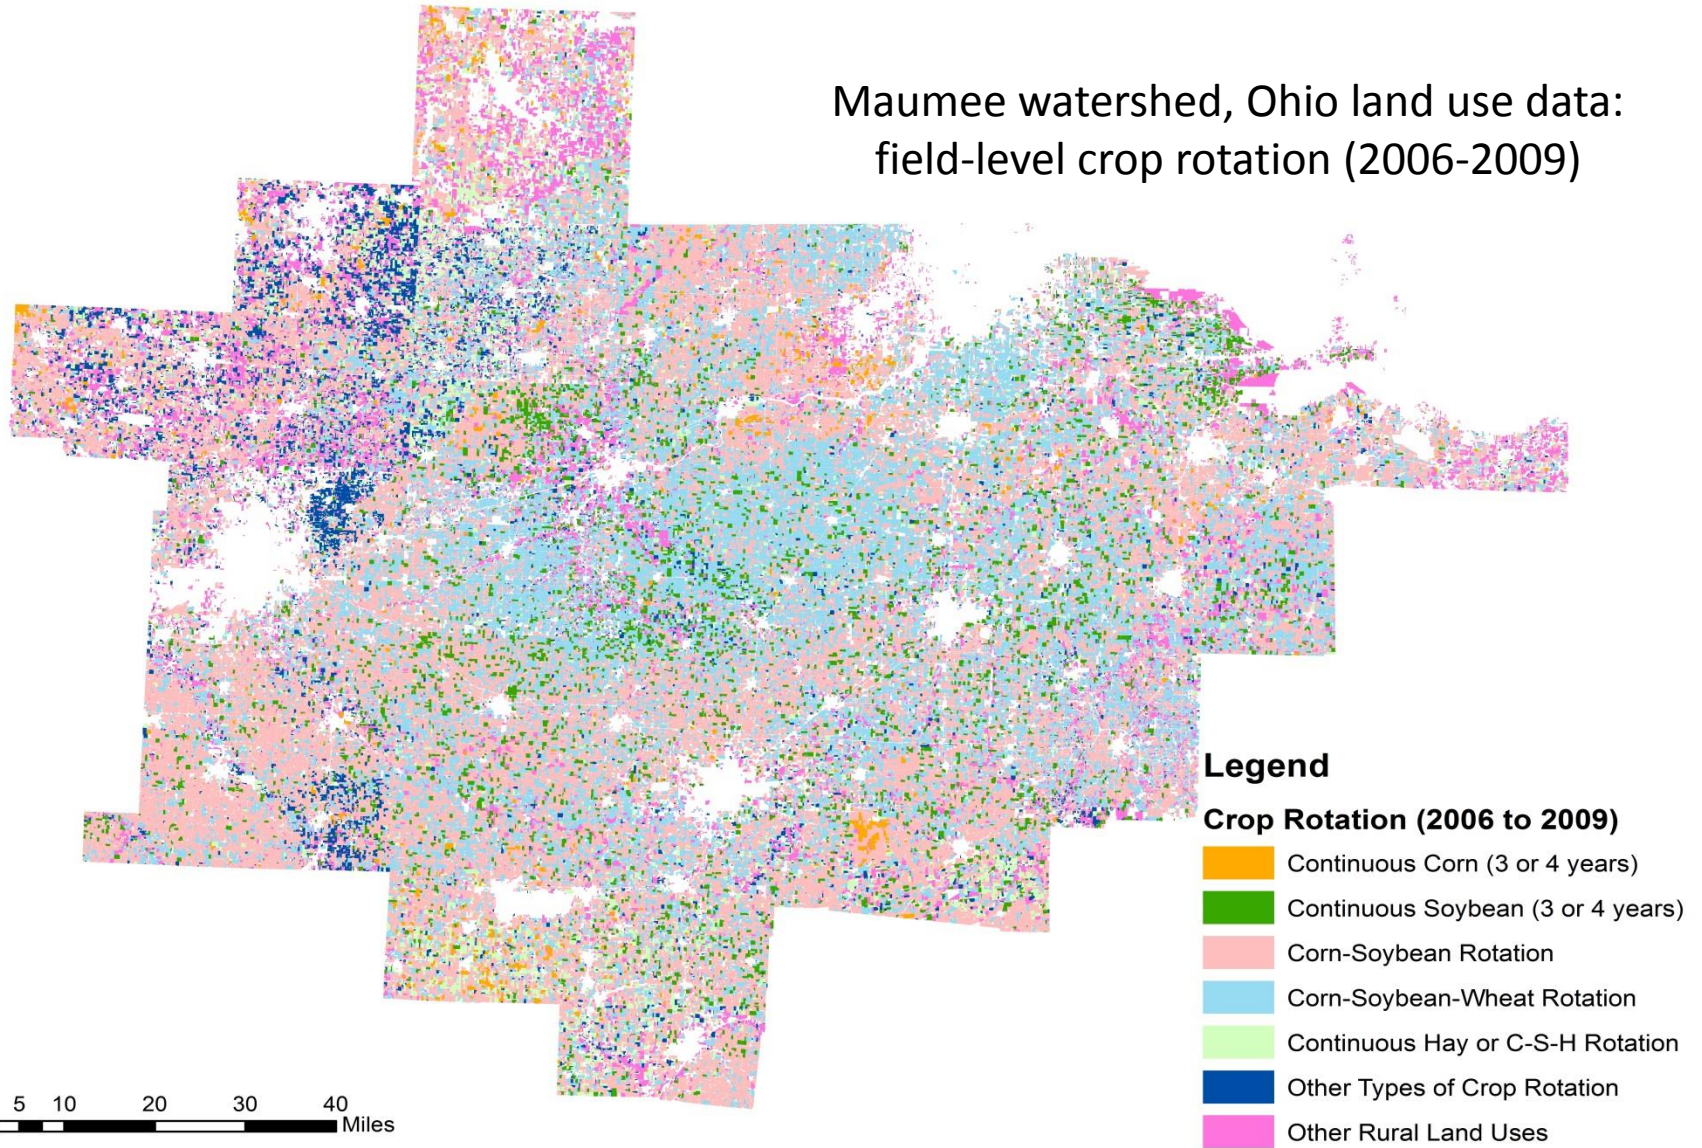 Maumee watershed, Ohio land use data:
field-level crop rotation (2006-2009)
Legend
Crop Rotation (2006 to 2009)
Continuous Corn (3 or 4 years)
Continuous Soybean (3 or 4 years)
Corn-Soybean Rotation
Corn-Soybean-Wheat Rotation
Continuous Hay or C-S-H Rotation
Other Types of Crop Rotation
Other Rural Land Uses
5 10 20 30 40
Miles